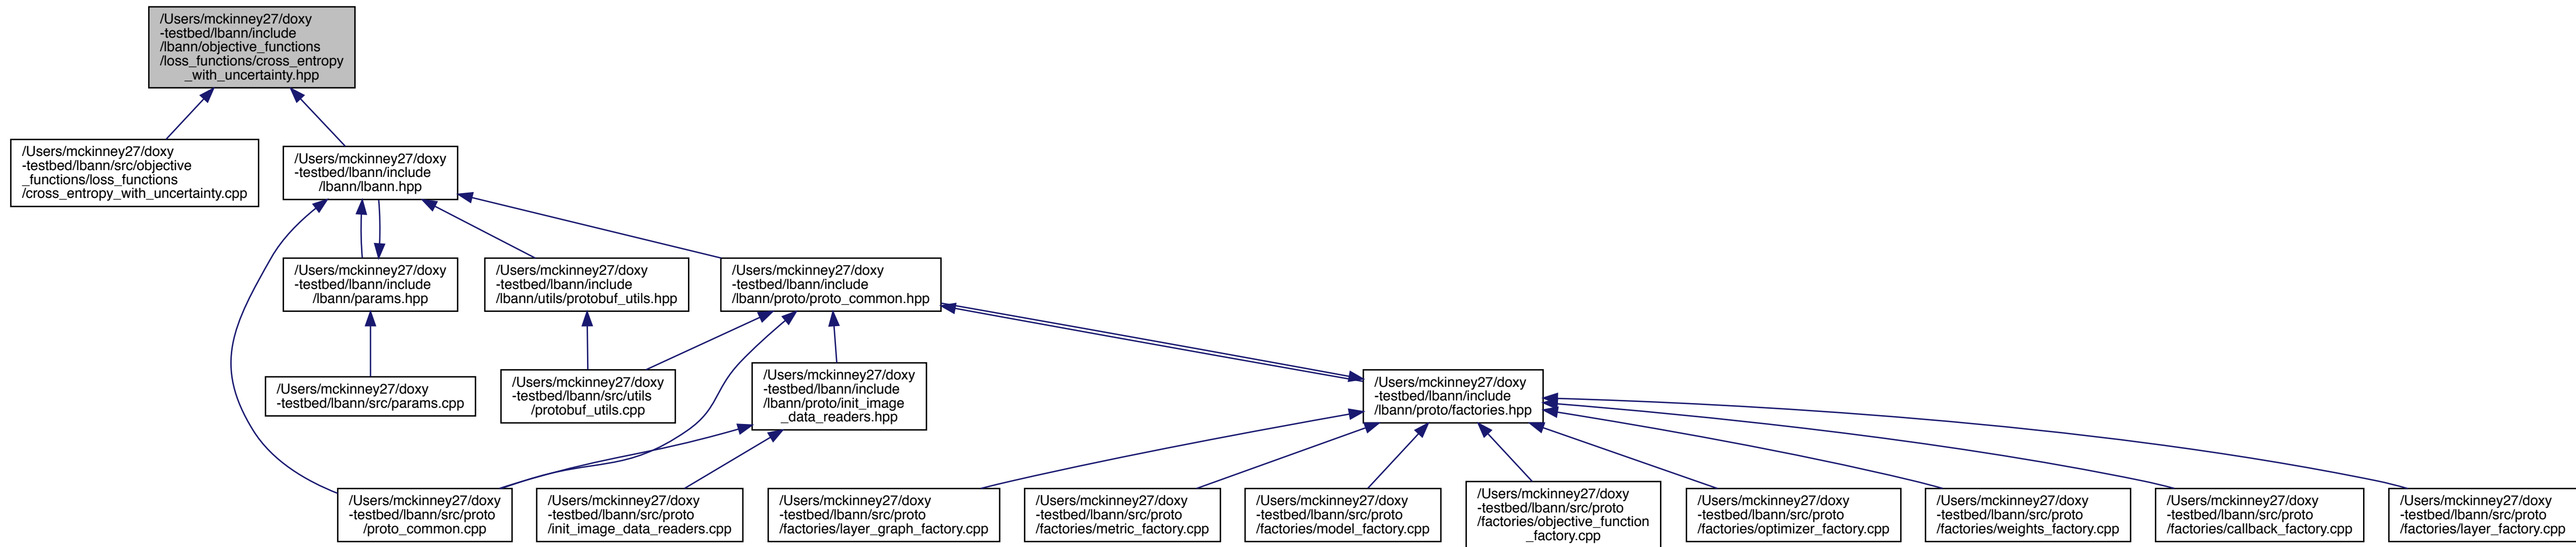 /Users/mckinney27/doxy
-testbed/lbann/include
/lbann/objective_functions
/loss_functions/cross_entropy
_with_uncertainty.hpp
/Users/mckinney27/doxy
-testbed/lbann/src/objective
_functions/loss_functions
/cross_entropy_with_uncertainty.cpp
/Users/mckinney27/doxy
-testbed/lbann/include
/lbann/lbann.hpp
/Users/mckinney27/doxy
-testbed/lbann/include
/lbann/params.hpp
/Users/mckinney27/doxy
-testbed/lbann/include
/lbann/utils/protobuf_utils.hpp
/Users/mckinney27/doxy
-testbed/lbann/include
/lbann/proto/proto_common.hpp
/Users/mckinney27/doxy
-testbed/lbann/src/params.cpp
/Users/mckinney27/doxy
-testbed/lbann/src/utils
/protobuf_utils.cpp
/Users/mckinney27/doxy
-testbed/lbann/include
/lbann/proto/init_image
_data_readers.hpp
/Users/mckinney27/doxy
-testbed/lbann/include
/lbann/proto/factories.hpp
/Users/mckinney27/doxy
-testbed/lbann/src/proto
/proto_common.cpp
/Users/mckinney27/doxy
-testbed/lbann/src/proto
/init_image_data_readers.cpp
/Users/mckinney27/doxy
-testbed/lbann/src/proto
/factories/layer_graph_factory.cpp
/Users/mckinney27/doxy
-testbed/lbann/src/proto
/factories/metric_factory.cpp
/Users/mckinney27/doxy
-testbed/lbann/src/proto
/factories/model_factory.cpp
/Users/mckinney27/doxy
-testbed/lbann/src/proto
/factories/objective_function
_factory.cpp
/Users/mckinney27/doxy
-testbed/lbann/src/proto
/factories/optimizer_factory.cpp
/Users/mckinney27/doxy
-testbed/lbann/src/proto
/factories/weights_factory.cpp
/Users/mckinney27/doxy
-testbed/lbann/src/proto
/factories/callback_factory.cpp
/Users/mckinney27/doxy
-testbed/lbann/src/proto
/factories/layer_factory.cpp